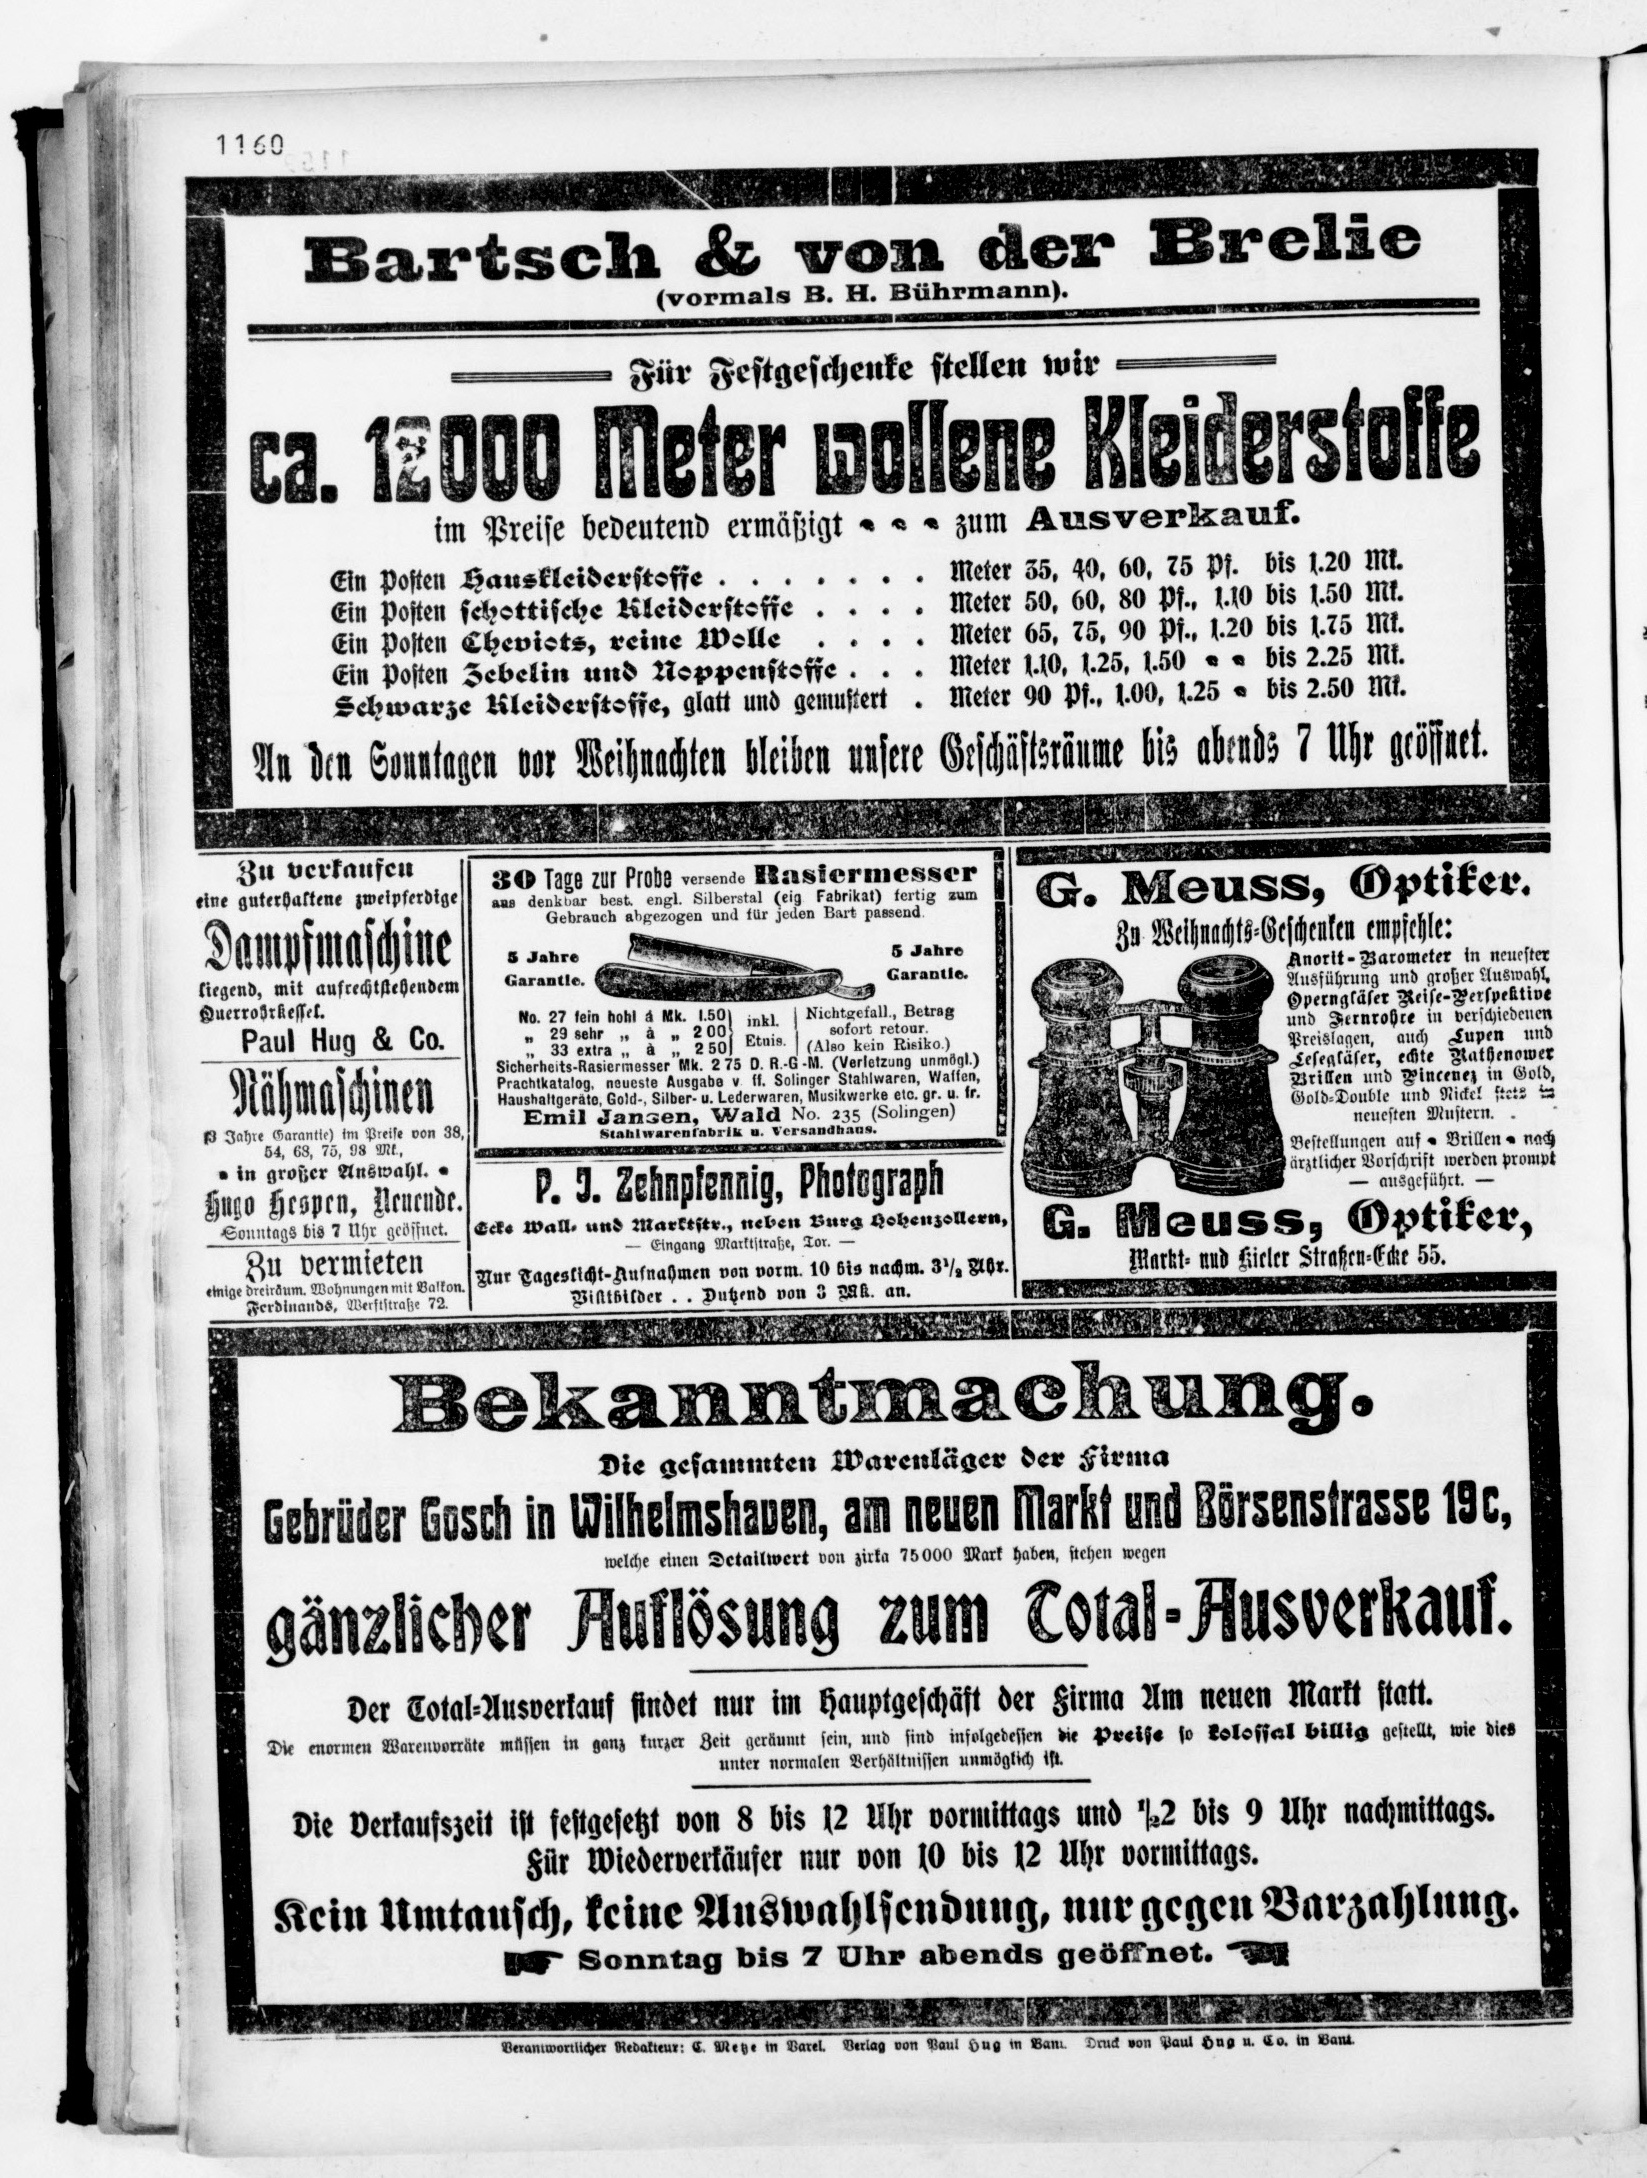 1160
Bartsch & von der Brelie
(vormals B. H. Bührmann).
Für Festgeschenke stellen wir
ca. 12000 Meter wollene Kleiderstoffe
im Preise bedeutend ermäßigt • • • zum Ausverkauf.
Ein Posten Hauskleiderstoffe . . . . . . . Meter 35, 40, 60, 75 Pf. bis 1.20 Mk.
Ein Posten schottische Kleiderstoffe . . . . Meter 50, 60, 80 Pf., 1.10 bis 1.50 Mk.
Ein Posten Cheviots, reine Wolle . . . . Meter 65, 75, 90 Pf., 1.20 bis 1.75 Mk.
Ein Posten Zebelin und Noppenstoffe . . . Meter 1.10, 1.25, 1.50 • • bis 2.25 Mk.
Schwarze Kleiderstoffe, glatt und gemustert . Meter 90 Pf., 1.00, 1.25 • bis 2.50 Mk.
An den Sonntagen vor Weihnachten bleiben unsere Geschäftsräume bis abends 7 Uhr geöffnet.
Zu verkaufen
eine guterhaltene zweipferdige
Dampfmaschine
liegend, mit aufrechtstehendem
Querrohrkessel.
Paul Hug & Co.
Nähmaschinen
(3 Jahre Garantie) im Preise von 38,
54, 68, 75, 98 Mk.,
• in großer Auswahl. •
Hugo Hespen, Neuende.
Sonntags bis 7 Uhr geöffnet.
Zu vermieten
einige dreiräum. Wohnungen mit Balkon.
Ferdinands, Werftstraße 72.
30 Tage zur Probe versende Rasiermesser
aus denkbar best. engl. Silberstal (eig Fabrikat) fertig zum
Gebrauch abgezogen und für jeden Bart passend.
5 Jahre
Garantie.
5 Jahre
Garantie.
No. 27 fein hohl á Mk. 1.50
„ 29 sehr „ à „ 2 00
„ 33 extra „ à „ 2 50
inkl.
Etuis.
Nichtgefall., Betrag
sofort retour.
(Also kein Risiko.)
Sicherheits-Rasiermesser Mk. 2 75 D. R.-G-M. (Verletzung unmögl.)
Prachtkatalog, neueste Ausgabe v. ff. Solinger Stahlwaren, Waffen,
Haushaltgeräte, Gold-, Silber- u. Lederwaren, Musikwerke etc. gr. u. fr.
Emil Jansen, Wald No. 235 (Solingen)
Stahlwarenfabrik u. Versandhaus.
P. J. Zehnpfennig, Photograph
Ecke Wall- und Marktstr., neben Burg Hohenzollern,
— Eingang Marktstraße, Tor. —
Nur Tageslicht-Aufnahmen von vorm. 10 bis nachm. 3½ Uhr.
Visitbilder . . Dutzend von 3 Mk. an.
G. Meuss, Optiker.
Zu Weihnachts-Geschenken empfehle:
Anorit-Barometer in neuester
Ausführung und großer Auswahl,
Operngläser Reise-Perspektive
und Fernrohre in verschiedenen
Preislagen, auch Lupen und
Lesegläser, echte Rathenower
Brillen und Pincenez in Gold,
Gold-Double und Nickel stets in
neuesten Mustern.
Bestellungen auf • Brillen • nach
ärztlicher Vorschrift werden prompt
— ausgeführt. —
G. Meuss, Optiker,
Markt- und Kieler Straßen-Ecke 55.
Bekanntmachung.
Die gesammten Warenläger der Firma
Gebrüder Gosch in Wilhelmshaven, am neuen Markt und Börsenstrasse 19c,
welche einen Detailwert von zirka 75000 Mark haben, stehen wegen
gänzlicher Auflösung zum Total-Ausverkauf.
Der Total-Ausverkauf findet nur im Hauptgeschäft der Firma Am neuen Markt statt.
Die enormen Warenvorräte müssen in ganz kurzer Zeit geräumt sein, und sind infolgedessen die Preise so kolossal billig gestellt, wie dies
unter normalen Verhältnissen unmöglich ist.
Die Verkaufszeit ist festgesetzt von 8 bis 12 Uhr vormittags und ½2 bis 9 Uhr nachmittags.
Für Wiederverkäufer nur von 10 bis 12 Uhr vormittags.
Kein Umtausch, keine Auswahlsendung, nur gegen Barzahlung.
Sonntag bis 7 Uhr abends geöffnet.
Verantwortlicher Redakteur: C. Metze in Varel. Verlag von Paul Hug in Bant. Druck von Paul Hug u. Co. in Bant.